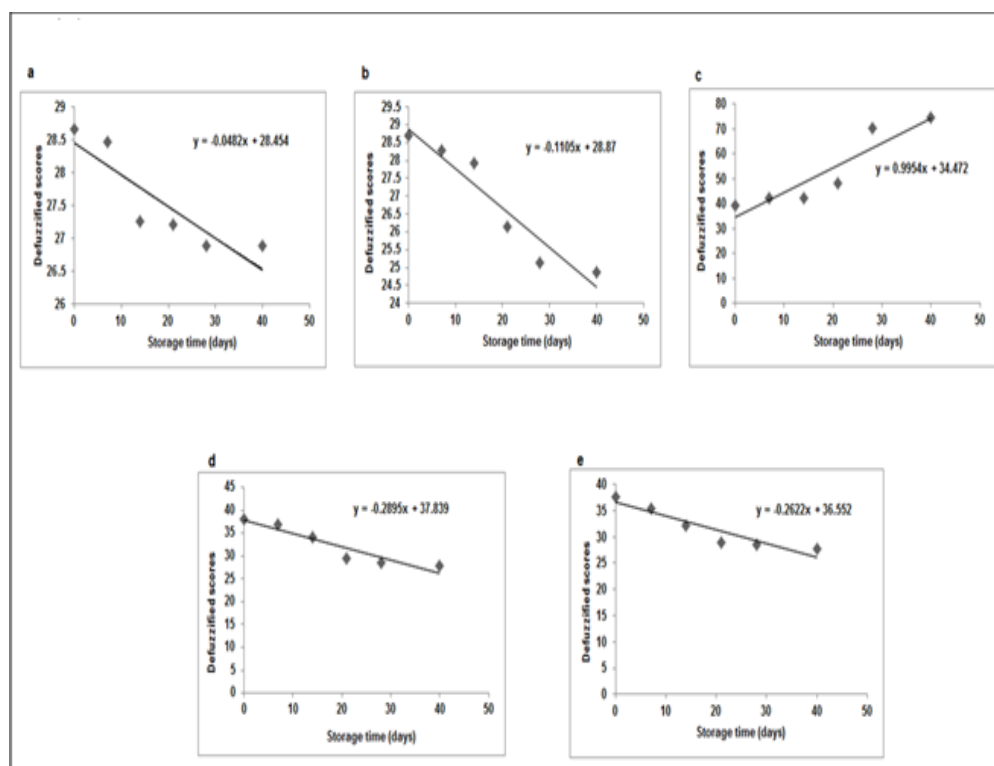 a
Defuzzified scores
29
28.5
28
27.5
27
26.5
26
y = -0.0482x + 28.454
0 10 20 30 40 50
Storage time (days)
b
Defuzzified scores
29.5
29
28.5
28
27.5
27
26.5
26
25.5
25
24.5
24
y = -0.1105x + 28.87
0 10 20 30 40 50
Storage time (days)
c
Defuzzified scores
80
70
60
50
40
30
20
10
0
y = 0.9954x + 34.472
0 10 20 30 40 50
Storage time (days)
d
Defuzzified scores
45
40
35
30
25
20
15
10
5
0
y = -0.2895x + 37.839
0 10 20 30 40 50
Storage time (days)
e
Defuzzified scores
40
35
30
25
20
15
10
5
0
y = -0.2622x + 36.552
0 10 20 30 40 50
Storage time (days)